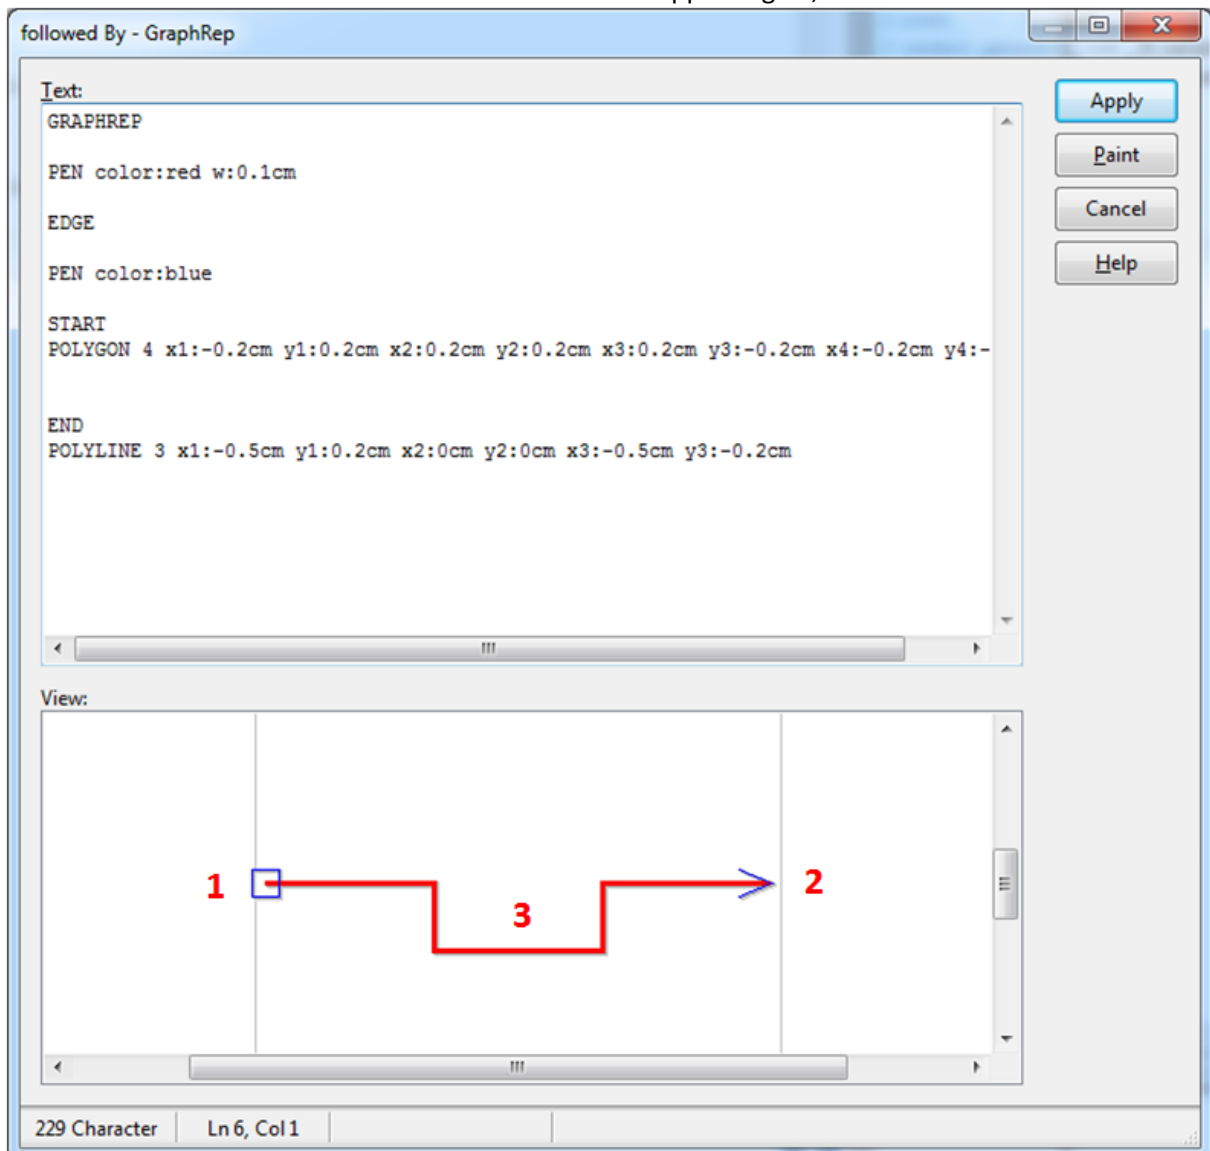 followed By - GraphRep
Text:
GRAPHREP
PEN color:red w:0.1cm
EDGE
PEN color:blue
START
POLYGON 4 x1:-0.2cm y1:0.2cm x2:0.2cm y2:0.2cm x3:0.2cm y3:-0.2cm x4:-0.2cm y4:-
END
POLYLINE 3 x1:-0.5cm y1:0.2cm x2:0cm y2:0cm x3:-0.5cm y3:-0.2cm
Apply
Paint
Cancel
Help
View:
1
2
3
229 Character
Ln 6, Col 1